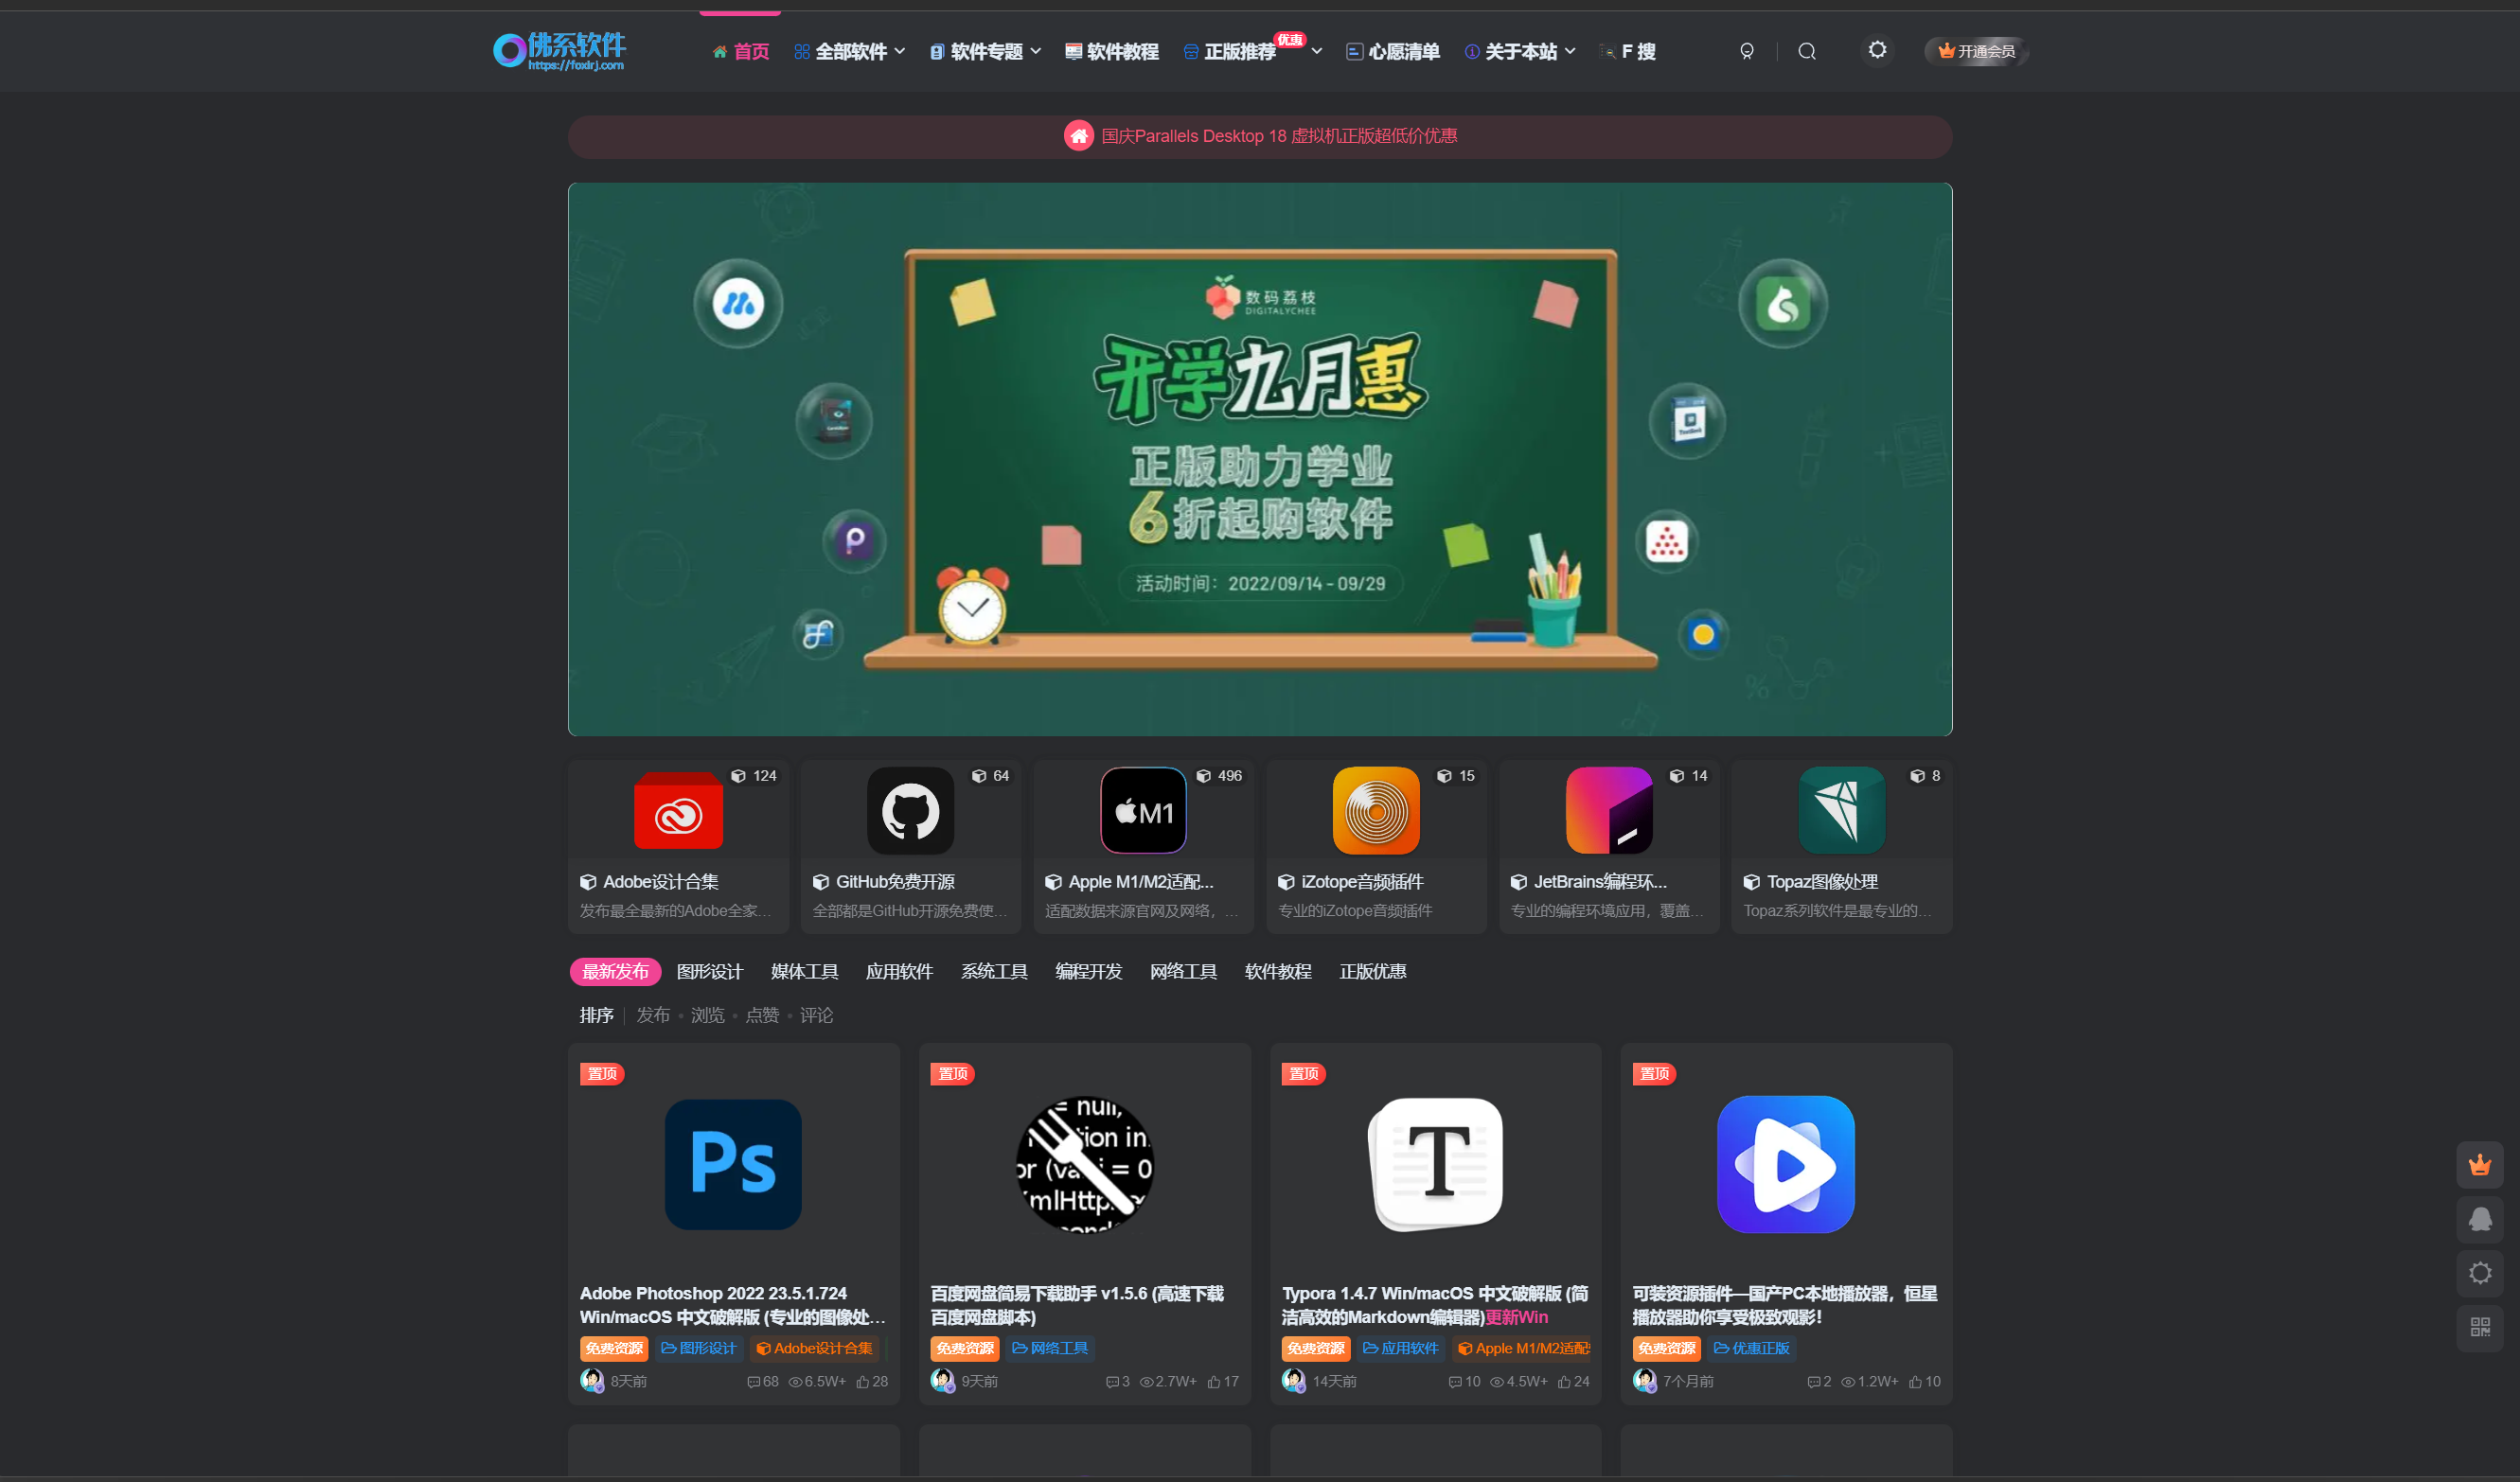 佛系软件
https://foxirj.com
首页
全部软件
软件专题
软件教程
正版推荐
优惠
心愿清单
关于本站
F 搜
开通会员
国庆Parallels Desktop 18 虚拟机正版超低价优惠
数码荔枝
DIGITALYCHEE
开学九月惠
正版助力学业
6折起购软件
活动时间：2022/09/14 - 09/29
124
64
M1
496
15
14
8
Adobe设计合集
GitHub免费开源
Apple M1/M2适配...
iZotope音频插件
JetBrains编程环...
Topaz图像处理
发布最全最新的Adobe全家...
全部都是GitHub开源免费使...
适配数据来源官网及网络，...
专业的iZotope音频插件
专业的编程环境应用，覆盖...
Topaz系列软件是最专业的...
最新发布 图形设计 媒体工具 应用软件 系统工具 编程开发 网络工具 软件教程 正版优惠
排序 发布 浏览 点赞 评论
置顶
Ps
Adobe Photoshop 2022 23.5.1.724
Win/macOS 中文破解版 (专业的图像处...
免费资源 图形设计 Adobe设计合集
8天前 68 6.5W+ 28
置顶
= null,
百度网盘简易下载助手 v1.5.6 (高速下载
百度网盘脚本)
免费资源 网络工具
9天前 3 2.7W+ 17
置顶
T
Typora 1.4.7 Win/macOS 中文破解版 (简
洁高效的Markdown编辑器)更新Win
免费资源 应用软件 Apple M1/M2适配
14天前 10 4.5W+ 24
置顶
可装资源插件—国产PC本地播放器，恒星
播放器助你享受极致观影！
免费资源 优惠正版
7个月前 2 1.2W+ 10